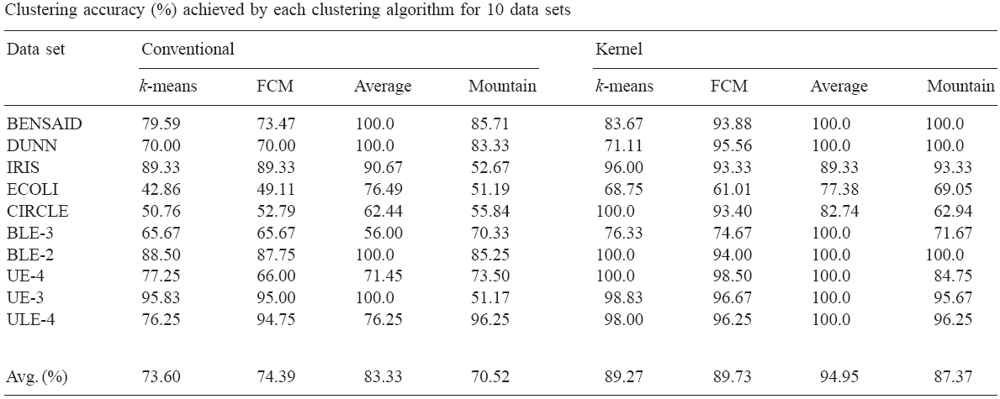 Clustering accuracy (%) achieved by each clustering algorithm for 10 data sets
Data set Conventional Kernel
k-means FCM Average Mountain k-means FCM Average Mountain
BENSAID 79.59 73.47 100.0 85.71 83.67 93.88 100.0 100.0
DUNN 70.00 70.00 100.0 83.33 71.11 95.56 100.0 100.0
IRIS 89.33 89.33 90.67 52.67 96.00 93.33 89.33 93.33
ECOLI 42.86 49.11 76.49 51.19 68.75 61.01 77.38 69.05
CIRCLE 50.76 52.79 62.44 55.84 100.0 93.40 82.74 62.94
BLE-3 65.67 65.67 56.00 70.33 76.33 74.67 100.0 71.67
BLE-2 88.50 87.75 100.0 85.25 100.0 94.00 100.0 100.0
UE-4 77.25 66.00 71.45 73.50 100.0 98.50 100.0 84.75
UE-3 95.83 95.00 100.0 51.17 98.83 96.67 100.0 95.67
ULE-4 76.25 94.75 76.25 96.25 98.00 96.25 100.0 96.25
Avg. (%) 73.60 74.39 83.33 70.52 89.27 89.73 94.95 87.37